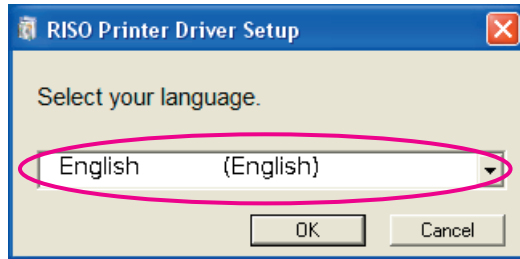 RISO Printer Driver Setup
Select your language.
English (English)
OK Cancel